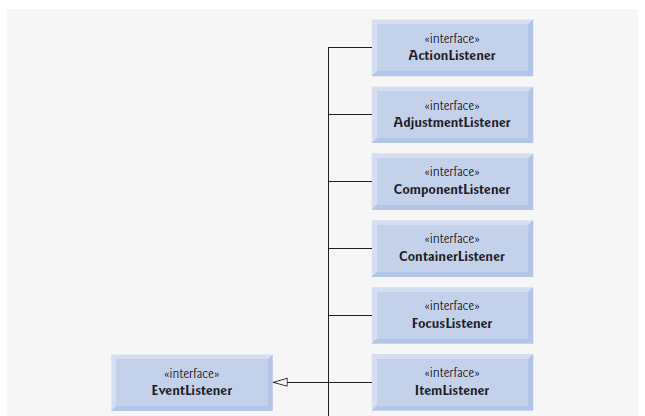 «interface»
ActionListener
«interface»
AdjustmentListener
«interface»
ComponentListener
«interface»
ContainerListener
«interface»
FocusListener
«interface»
EventListener
«interface»
ItemListener